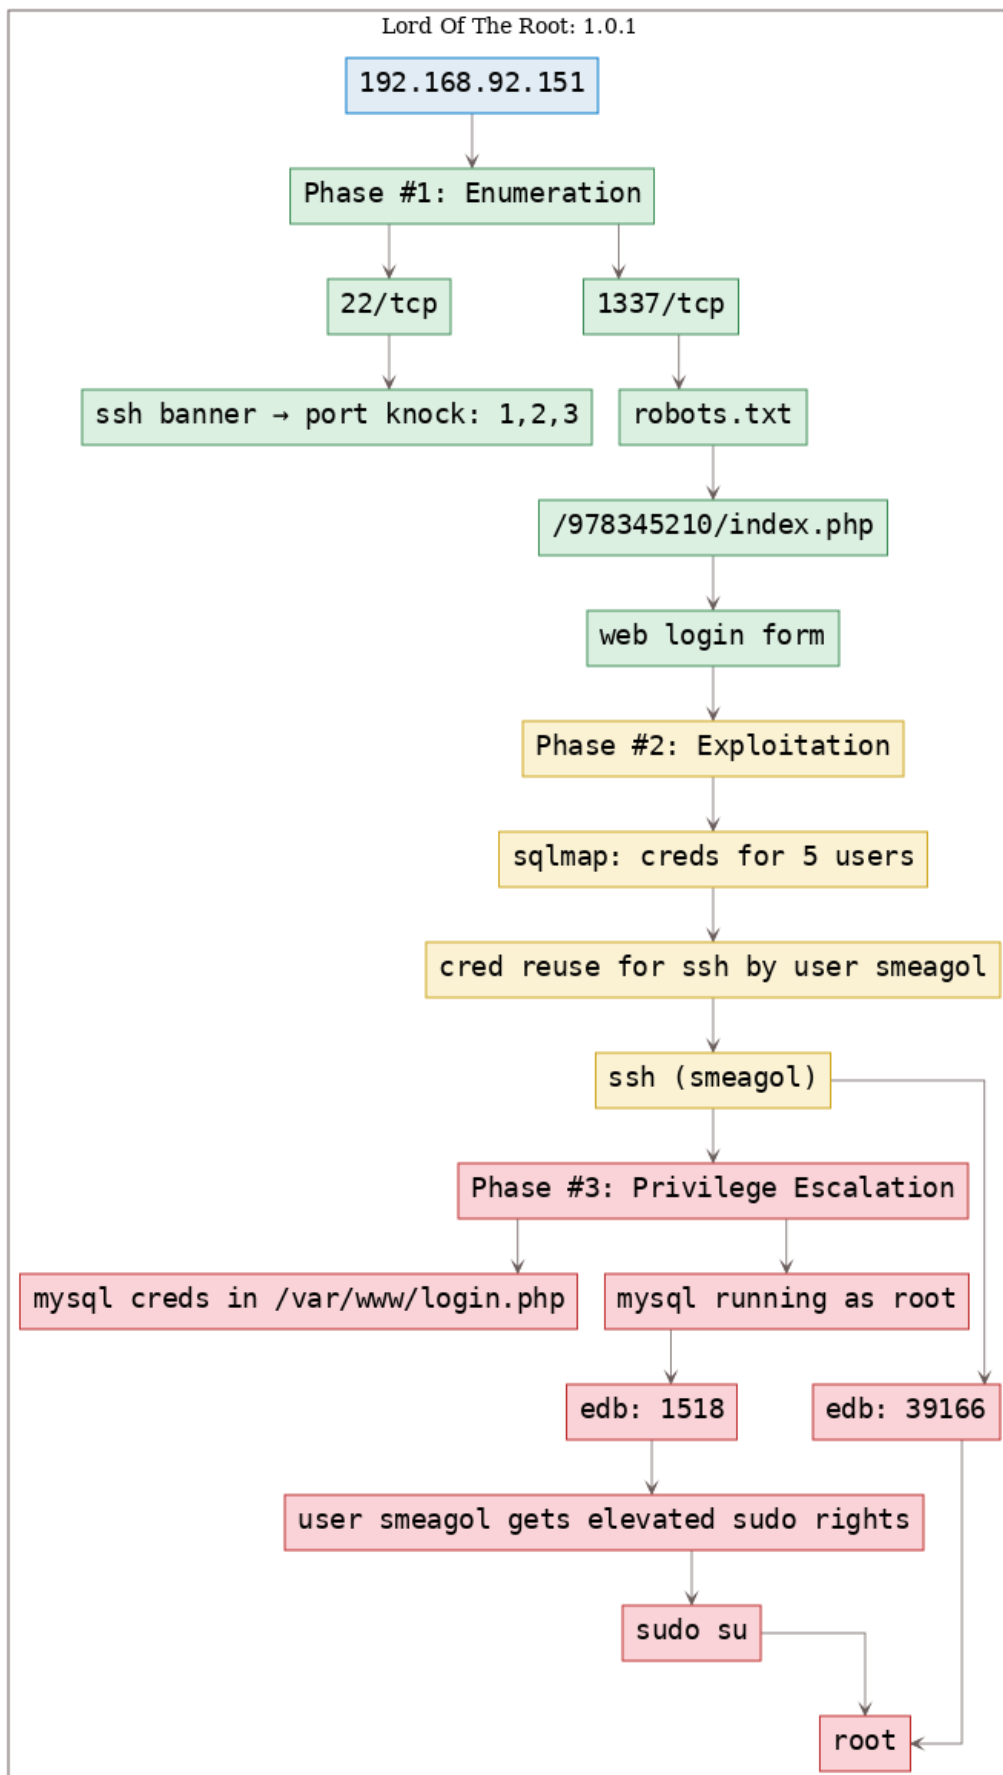 Lord Of The Root: 1.0.1
192.168.92.151
Phase #1: Enumeration
22/tcp
1337/tcp
ssh banner → port knock: 1,2,3
robots.txt
/978345210/index.php
web login form
Phase #2: Exploitation
sqlmap: creds for 5 users
cred reuse for ssh by user smeagol
ssh (smeagol)
Phase #3: Privilege Escalation
mysql creds in /var/www/login.php
mysql running as root
edb: 1518
edb: 39166
user smeagol gets elevated sudo rights
sudo su
root